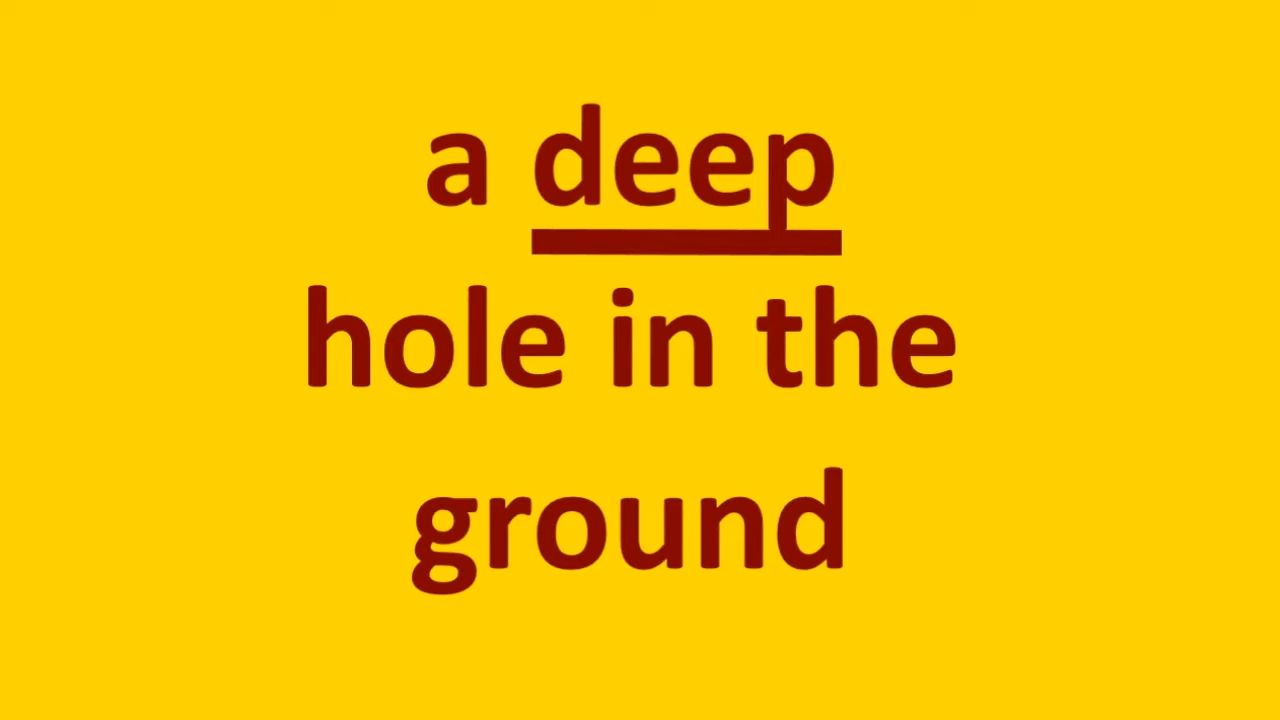 a deep
hole in the
ground